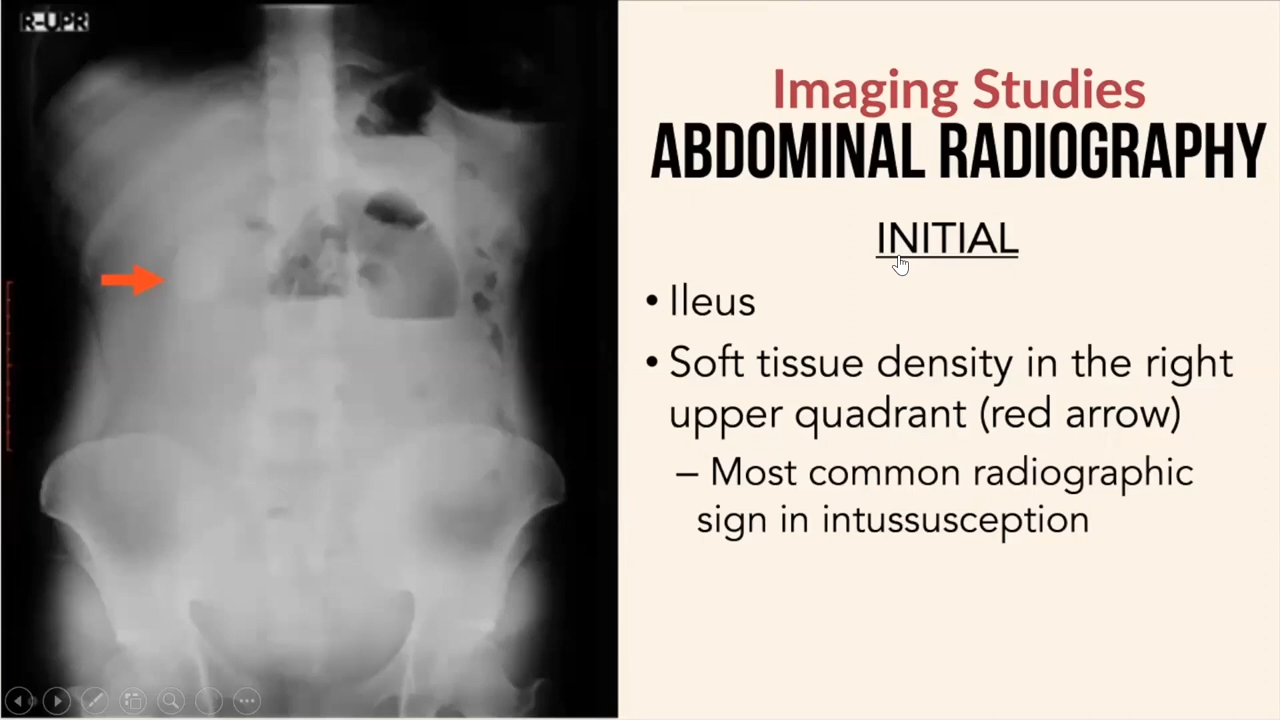 R-UPR
Imaging Studies
ABDOMINAL RADIOGRAPHY
INITIAL
• Ileus
• Soft tissue density in the right
upper quadrant (red arrow)
– Most common radiographic
sign in intussusception